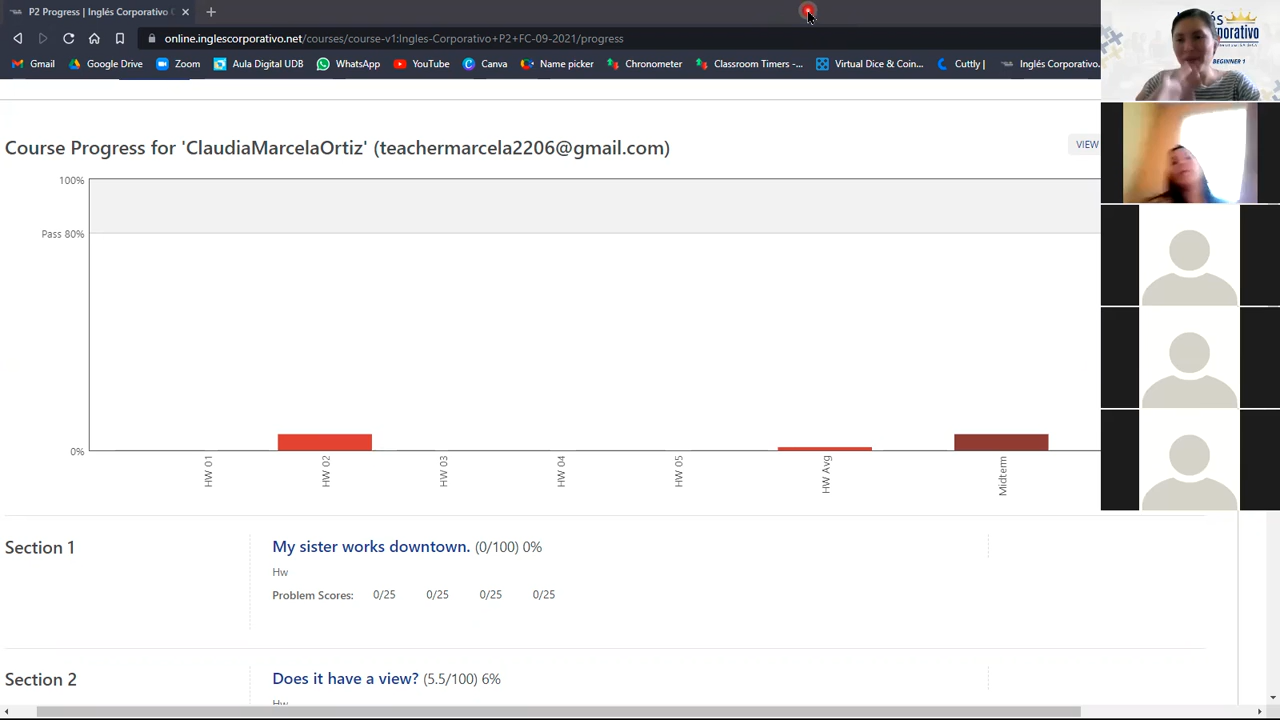 P2 Progress | Inglés Corporativo
online.inglescorporativo.net/courses/course-v1:Ingles-Corporativo+P2+FC-05-2021/progress
Gmail Google Drive Zoom Aula Digital UDB WhatsApp YouTube Canva Name picker Chronometer Classroom Timers -... Virtual Dice & Coin... Cuttly | Inglés Corporativo.
BEGINNER 1
Course Progress for 'ClaudiaMarcelaOrtiz' (teachermarcela2206@gmail.com)
VIEW
100%
Pass 80%
0%
HW 01
HW 02
HW 03
HW 04
HW 05
HW Avg
Midterm
Section 1
My sister works downtown. (0/100) 0%
Hw
Problem Scores: 0/25 0/25 0/25 0/25
Section 2
Does it have a view? (5.5/100) 6%
Hw